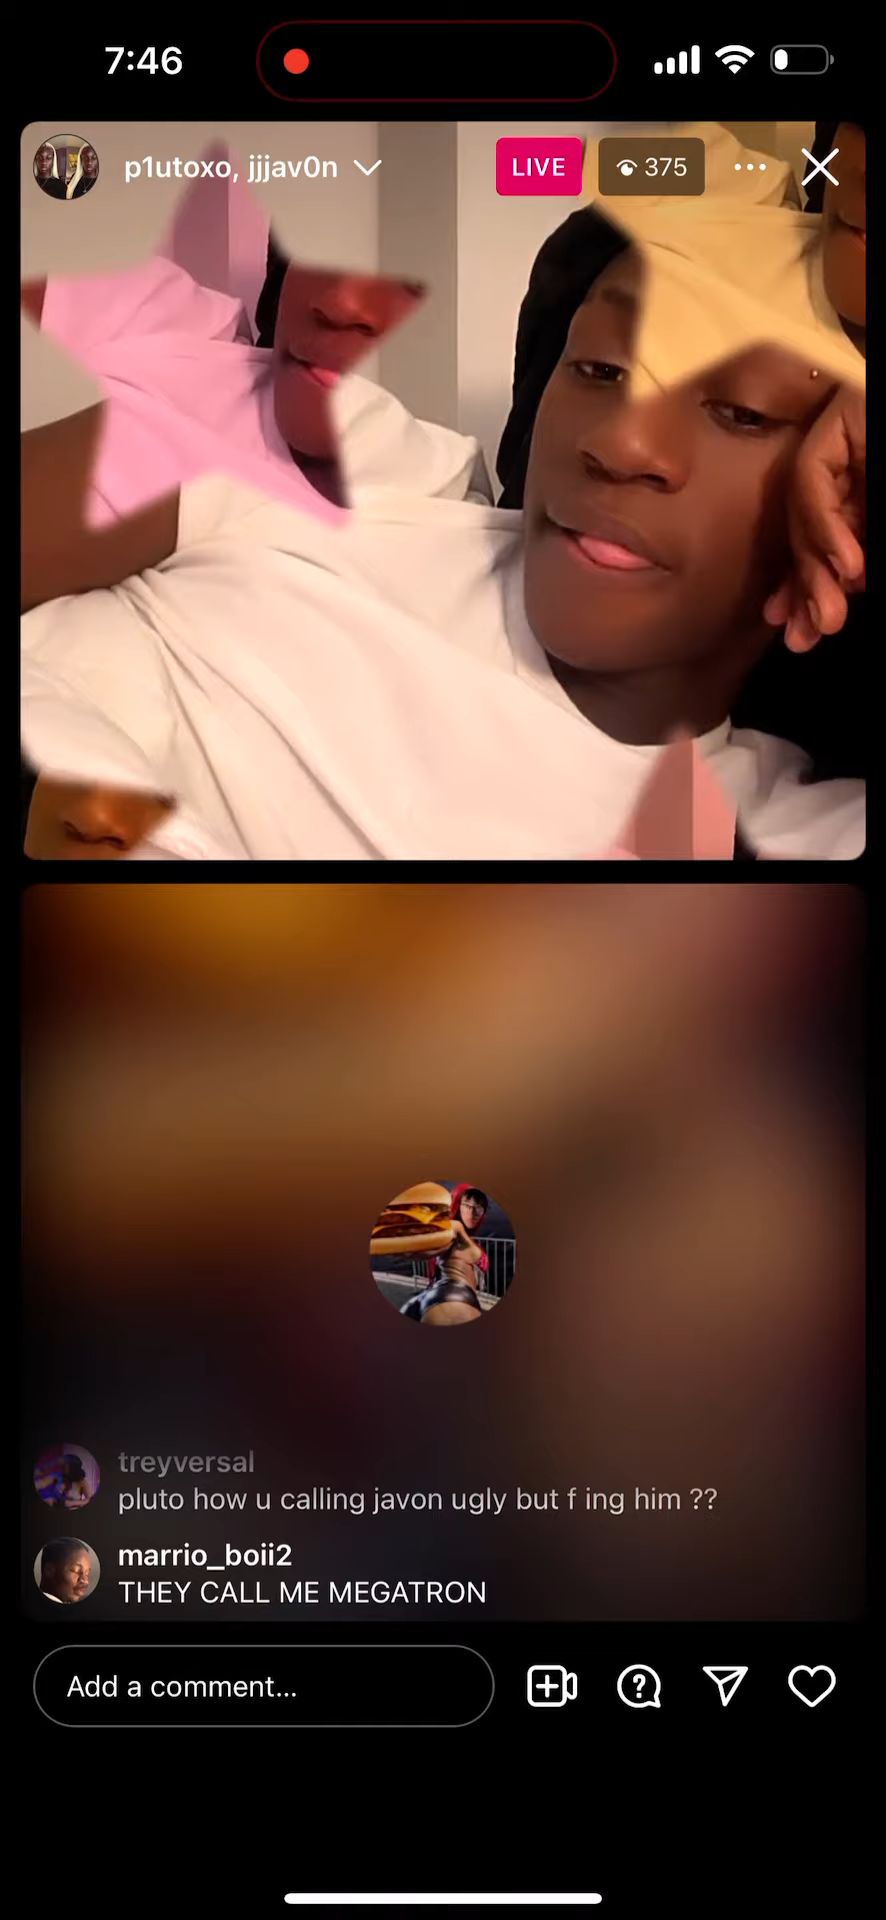 7:46
p1utoxo, jjjav0n
LIVE
375
treyversal
pluto how u calling javon ugly but f ing him ??
marrio_boii2
THEY CALL ME MEGATRON
Add a comment...